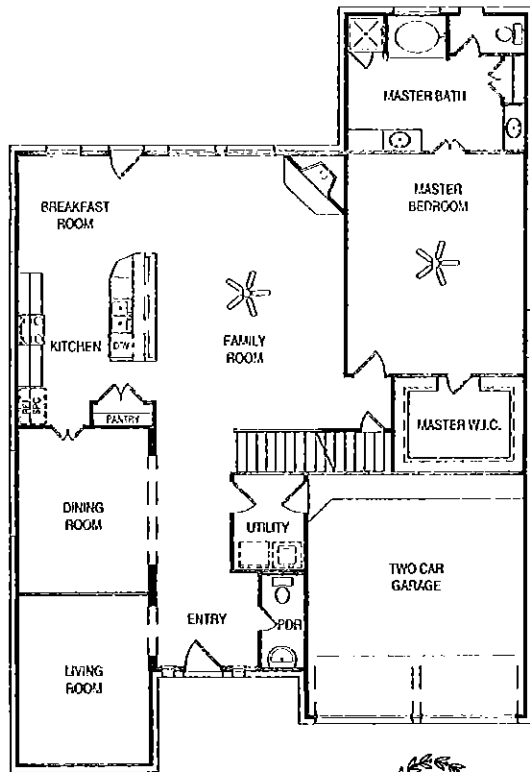 MASTER BATH
MASTER
BEDROOM
BREAKFAST
ROOM
KITCHEN
FAMILY
ROOM
D/W
REF
SPC
PANTRY
MASTER W.I.C.
DINING
ROOM
UTILITY
TWO CAR
GARAGE
ENTRY
PDR
LIVING
ROOM